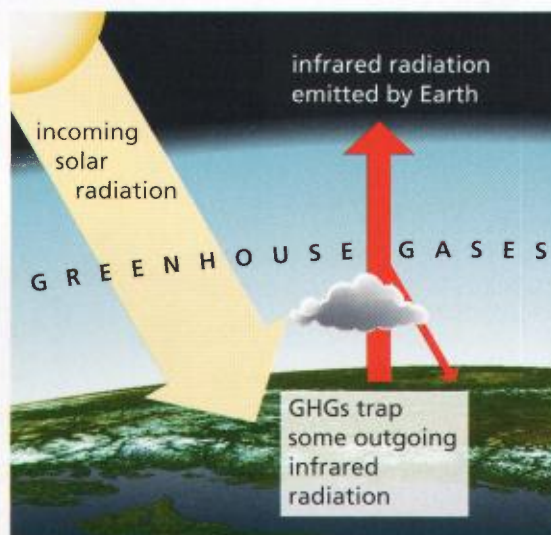 infrared radiation
emitted by Earth
incoming
solar
radiation
GREENHOUSE GASES
GHGs trap
some outgoing
infrared
radiation